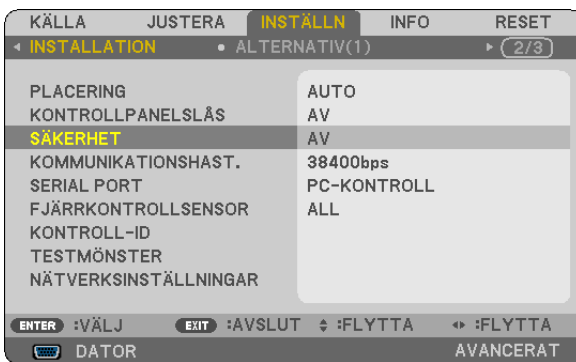 KÄLLA JUSTERA INSTÄLLN INFO RESET
INSTALLATION ● ALTERNATIV(1) 2/3
PLACERING AUTO
KONTROLLPANELSLÅS AV
SÄKERHET AV
KOMMUNIKATIONSHAST. 38400bps
SERIAL PORT PC-KONTROLL
FJÄRRKONTROLLSENSOR ALL
KONTROLL-ID
TESTMÖNSTER
NÄTVERKSINSTÄLLNINGAR
ENTER :VÄLJ EXIT :AVSLUT :FLYTTA :FLYTTA
DATOR AVANCERAT